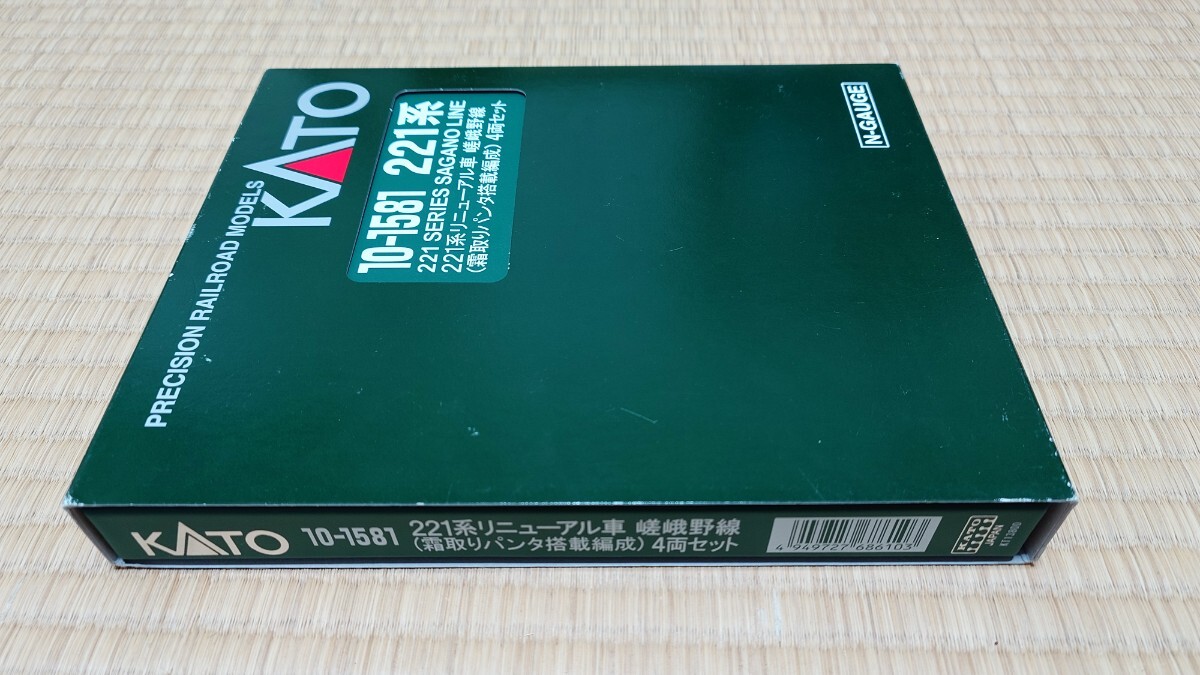 PRECISION RAILROAD MODELS
KATO
10-1581 221系
221 SERIES SAGANO LINE
221系リニューアル車 嵯峨野線
(霜取りパンタ搭載編成) 4両セット
N-GAUGE
KATO
10-1581
221系リニューアル車 嵯峨野線
(霜取りパンタ搭載編成) 4両セット
4 949727 686103
KATO
JAPAN